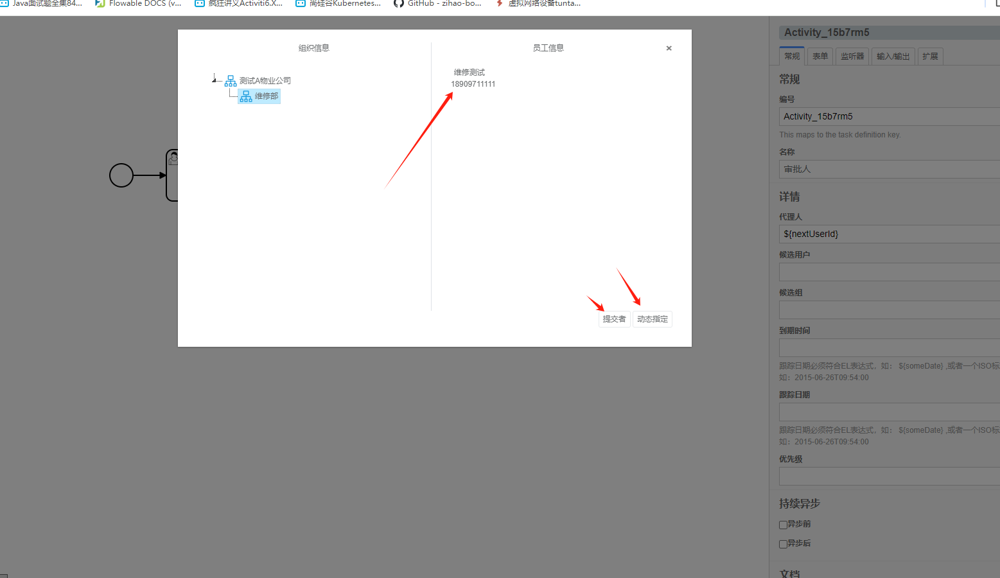 Java面试题全集84...
Flowable DOCS (v...
疯狂讲义Activiti6.X...
尚硅谷Kubernetes...
GitHub - zihao-bo...
虚拟网络设备tunta...
组织信息
员工信息
×
测试A物业公司
维修部
维修测试
18909711111
提交者
动态指定
Activity_15b7rm5
常规
表单
监听器
输入/输出
扩展
常规
编号
Activity_15b7rm5
This maps to the task definition key.
名称
审批人
详情
代理人
${nextUserId}
候选用户
候选组
到期时间
跟踪日期必须符合EL表达式，如： ${someDate} ,或者一个ISO标
如：2015-06-26T09:54:00
跟踪日期
跟踪日期必须符合EL表达式，如： ${someDate} ,或者一个ISO标
如：2015-06-26T09:54:00
优先级
持续异步
异步前
异步后
文档